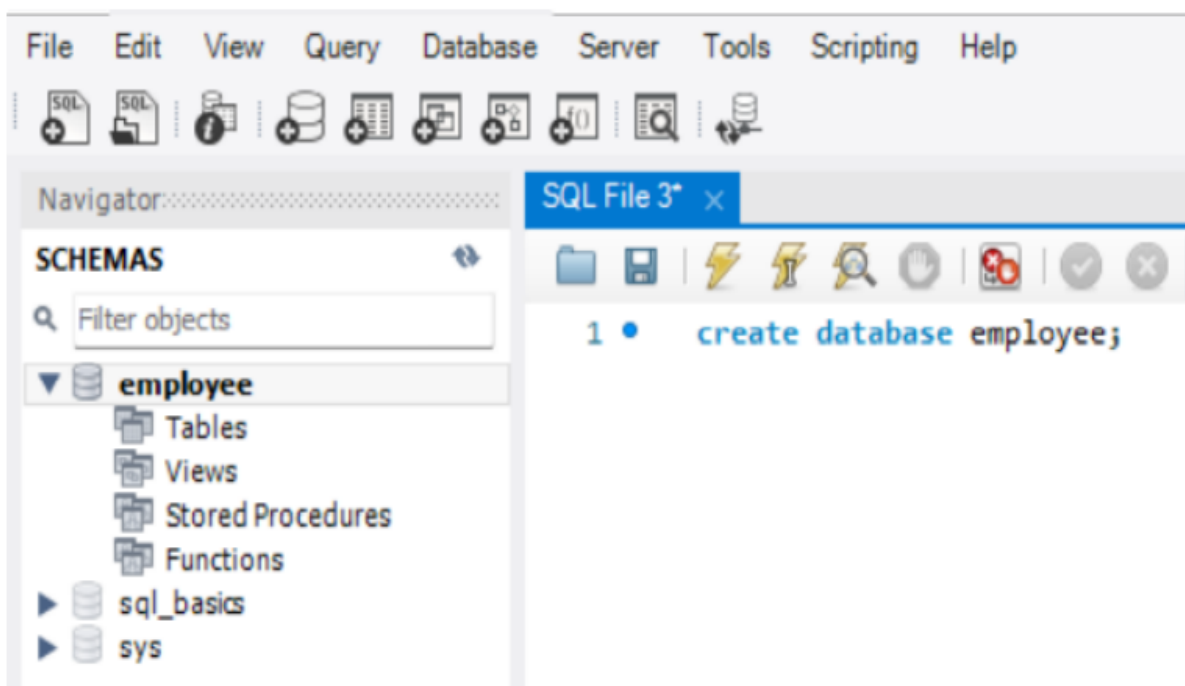 File Edit View Query Database Server Tools Scripting Help
SQL SQL
Navigator
SCHEMAS
Filter objects
employee
Tables
Views
Stored Procedures
Functions
sql_basics
sys
SQL File 3*
1 create database employee;